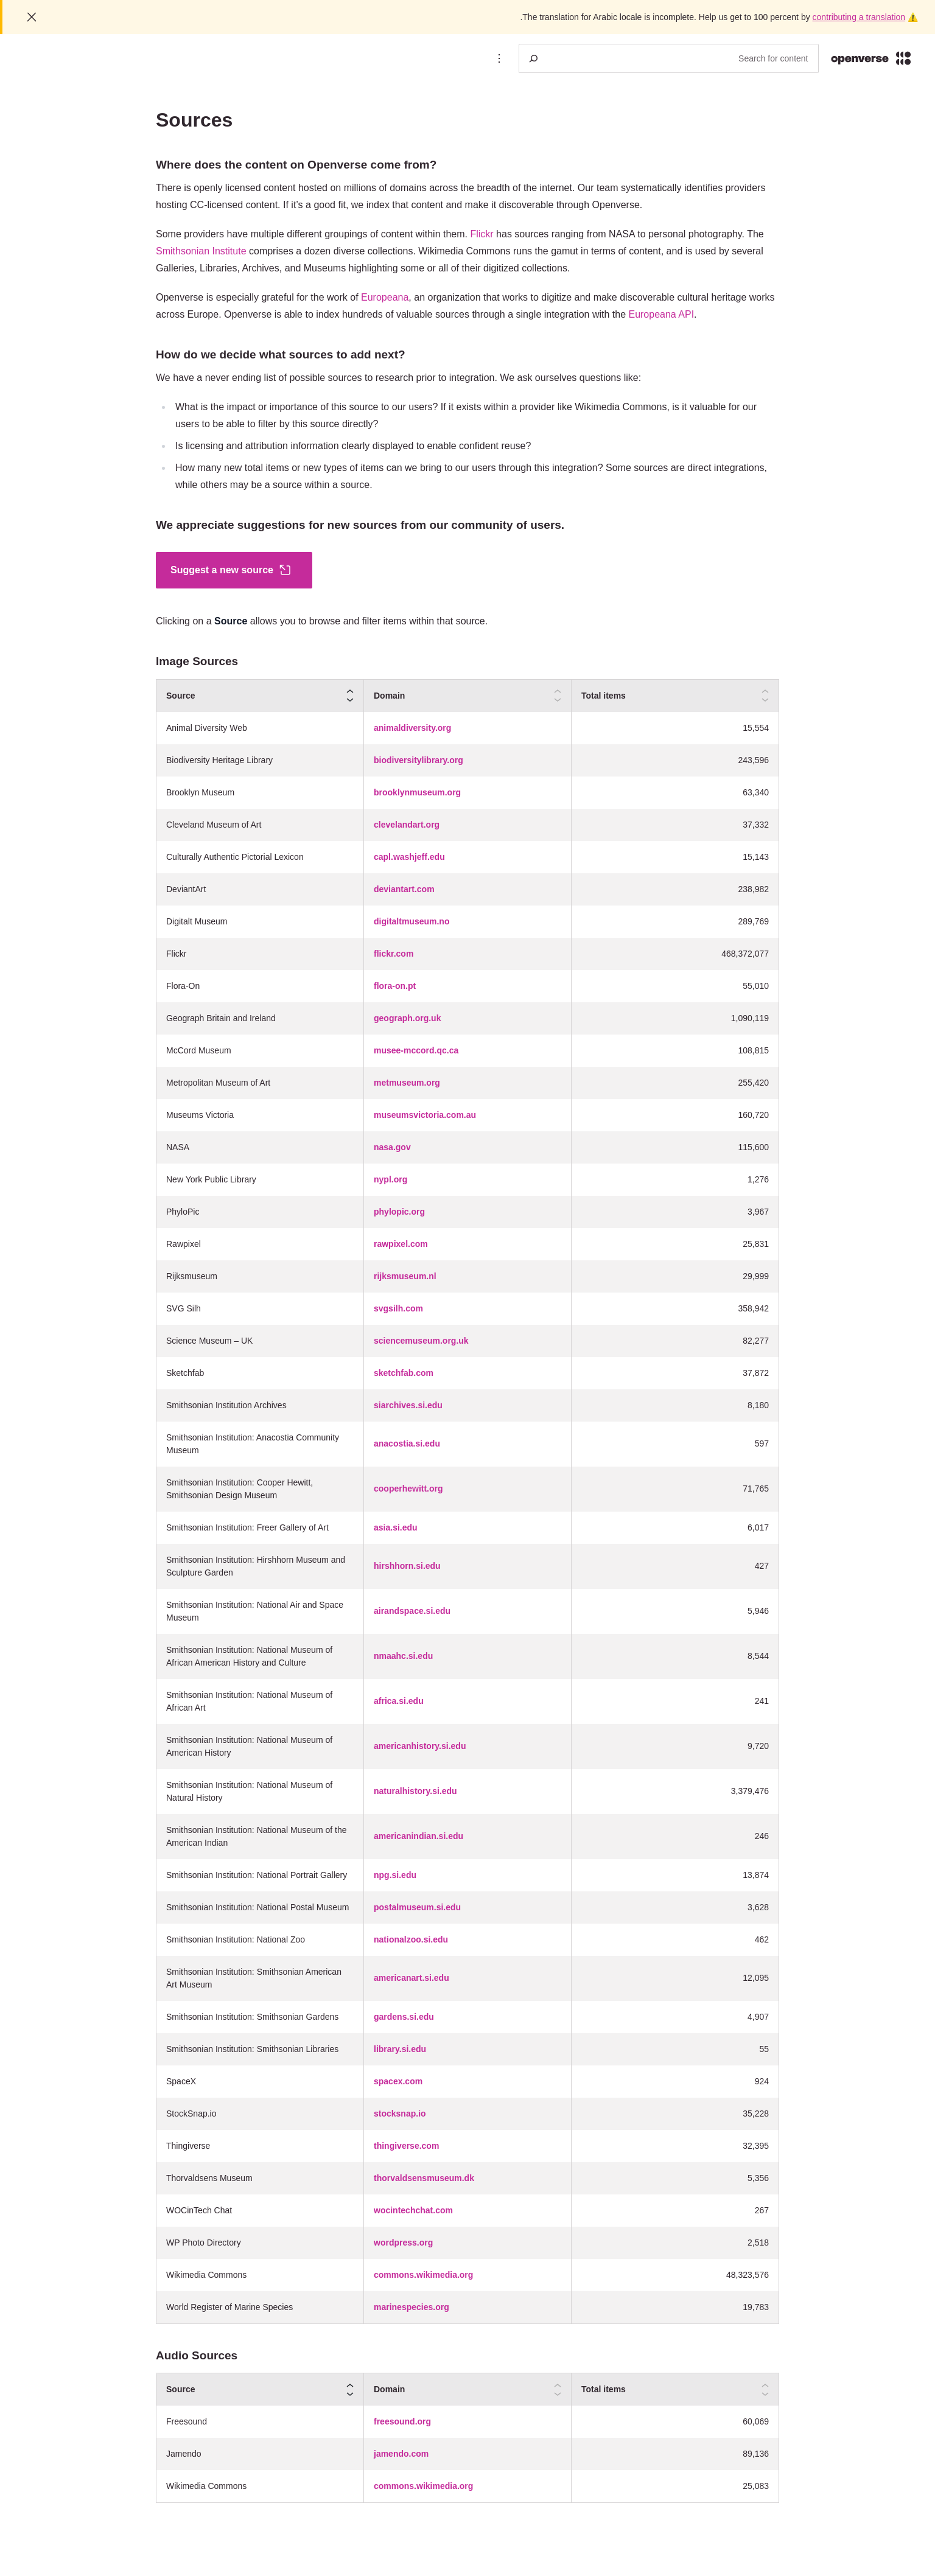 .The translation for Arabic locale is incomplete. Help us get to 100 percent by contributing a translation ⚠️
Search for content
openverse
Sources
Where does the content on Openverse come from?
There is openly licensed content hosted on millions of domains across the breadth of the internet. Our team systematically identifies providers
hosting CC-licensed content. If it's a good fit, we index that content and make it discoverable through Openverse.
Some providers have multiple different groupings of content within them. Flickr has sources ranging from NASA to personal photography. The
Smithsonian Institute comprises a dozen diverse collections. Wikimedia Commons runs the gamut in terms of content, and is used by several
Galleries, Libraries, Archives, and Museums highlighting some or all of their digitized collections.
Openverse is especially grateful for the work of Europeana, an organization that works to digitize and make discoverable cultural heritage works
across Europe. Openverse is able to index hundreds of valuable sources through a single integration with the Europeana API.
How do we decide what sources to add next?
We have a never ending list of possible sources to research prior to integration. We ask ourselves questions like:
What is the impact or importance of this source to our users? If it exists within a provider like Wikimedia Commons, is it valuable for our
users to be able to filter by this source directly?
Is licensing and attribution information clearly displayed to enable confident reuse?
How many new total items or new types of items can we bring to our users through this integration? Some sources are direct integrations,
while others may be a source within a source.
We appreciate suggestions for new sources from our community of users.
Suggest a new source
Clicking on a Source allows you to browse and filter items within that source.
Image Sources
Source Domain Total items
Animal Diversity Web animaldiversity.org 15,554
Biodiversity Heritage Library biodiversitylibrary.org 243,596
Brooklyn Museum brooklynmuseum.org 63,340
Cleveland Museum of Art clevelandart.org 37,332
Culturally Authentic Pictorial Lexicon capl.washjeff.edu 15,143
DeviantArt deviantart.com 238,982
Digitalt Museum digitaltmuseum.no 289,769
Flickr flickr.com 468,372,077
Flora-On flora-on.pt 55,010
Geograph Britain and Ireland geograph.org.uk 1,090,119
McCord Museum musee-mccord.qc.ca 108,815
Metropolitan Museum of Art metmuseum.org 255,420
Museums Victoria museumsvictoria.com.au 160,720
NASA nasa.gov 115,600
New York Public Library nypl.org 1,276
PhyloPic phylopic.org 3,967
Rawpixel rawpixel.com 25,831
Rijksmuseum rijksmuseum.nl 29,999
SVG Silh svgsilh.com 358,942
Science Museum – UK sciencemuseum.org.uk 82,277
Sketchfab sketchfab.com 37,872
Smithsonian Institution Archives siarchives.si.edu 8,180
Smithsonian Institution: Anacostia Community
Museum anacostia.si.edu 597
Smithsonian Institution: Cooper Hewitt,
Smithsonian Design Museum cooperhewitt.org 71,765
Smithsonian Institution: Freer Gallery of Art asia.si.edu 6,017
Smithsonian Institution: Hirshhorn Museum and
Sculpture Garden hirshhorn.si.edu 427
Smithsonian Institution: National Air and Space
Museum airandspace.si.edu 5,946
Smithsonian Institution: National Museum of
African American History and Culture nmaahc.si.edu 8,544
Smithsonian Institution: National Museum of
African Art africa.si.edu 241
Smithsonian Institution: National Museum of
American History americanhistory.si.edu 9,720
Smithsonian Institution: National Museum of
Natural History naturalhistory.si.edu 3,379,476
Smithsonian Institution: National Museum of the
American Indian americanindian.si.edu 246
Smithsonian Institution: National Portrait Gallery npg.si.edu 13,874
Smithsonian Institution: National Postal Museum postalmuseum.si.edu 3,628
Smithsonian Institution: National Zoo nationalzoo.si.edu 462
Smithsonian Institution: Smithsonian American
Art Museum americanart.si.edu 12,095
Smithsonian Institution: Smithsonian Gardens gardens.si.edu 4,907
Smithsonian Institution: Smithsonian Libraries library.si.edu 55
SpaceX spacex.com 924
StockSnap.io stocksnap.io 35,228
Thingiverse thingiverse.com 32,395
Thorvaldsens Museum thorvaldsensmuseum.dk 5,356
WOCinTech Chat wocintechchat.com 267
WP Photo Directory wordpress.org 2,518
Wikimedia Commons commons.wikimedia.org 48,323,576
World Register of Marine Species marinespecies.org 19,783
Audio Sources
Source Domain Total items
Freesound freesound.org 60,069
Jamendo jamendo.com 89,136
Wikimedia Commons commons.wikimedia.org 25,083